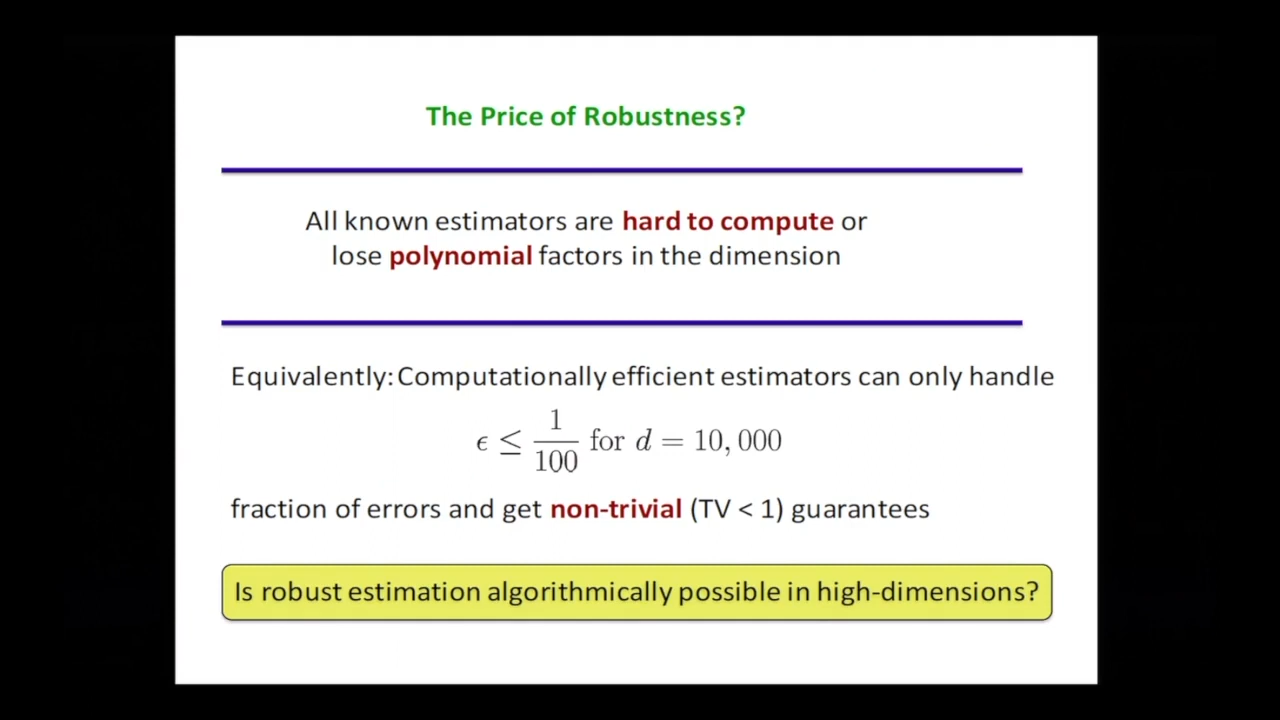 The Price of Robustness?
All known estimators are hard to compute or
lose polynomial factors in the dimension
Equivalently: Computationally efficient estimators can only handle
ϵ ≤ 1/100 for d = 10, 000
fraction of errors and get non-trivial (TV < 1) guarantees
Is robust estimation algorithmically possible in high-dimensions?